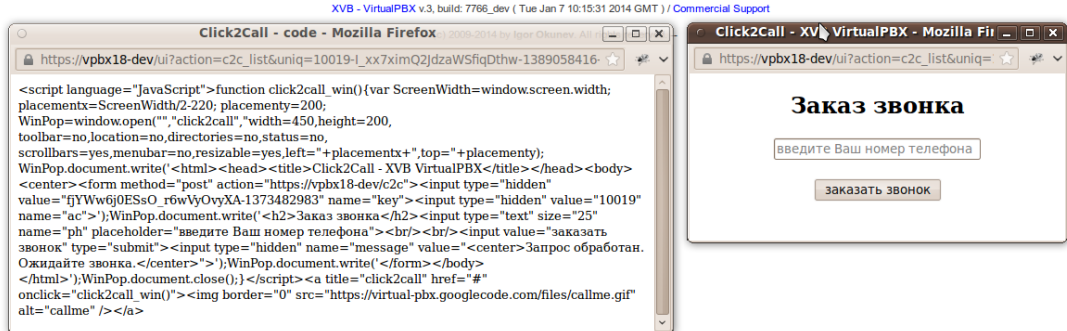 XVB - VirtualPBX v.3, build: 7766_dev ( Tue Jan 7 10:15:31 2014 GMT ) / Commercial Support
Click2Call - code - Mozilla Firefox
) 2009-2014 by Igor Okunev. All
https://vpbx18-dev/ui?action=c2c_list&uniq=10019-I_xx7ximQ2JdzaWSfiqDthw-1389058416-
<script language="JavaScript">function click2call_win(){var ScreenWidth=window.screen.width;
placementx=ScreenWidth/2-220; placementy=200;
WinPop=window.open("","click2call","width=450,height=200,
toolbar=no,location=no,directories=no,status=no,
scrollbars=yes,menubar=no,resizable=yes,left="+placementx+",top="+placementy);
WinPop.document.write('<html><head><title>Click2Call - XVB VirtualPBX</title></head><body>
<center><form method="post" action="https://vpbx18-dev/c2c"><input type="hidden"
value="fjYWw6j0ESsO_r6wVyOvyXA-1373482983" name="key"><input type="hidden" value="10019"
name="ac">');WinPop.document.write('<h2>Заказ звонка</h2><input type="text" size="25"
name="ph" placeholder="введите Ваш номер телефона"><br/><br/><input value="заказать
звонок" type="submit"><input type="hidden" name="message" value="<center>Запрос обработан.
Ожидайте звонка.</center>">');WinPop.document.write('</form></body>
</html>');WinPop.document.close();}</script><a title="click2call" href="#"
onclick="click2call_win()"><img border="0" src="https://virtual-pbx.googlecode.com/files/callme.gif"
alt="callme" /></a>
Click2Call - XV VirtualPBX - Mozilla Fir
https://vpbx18-dev/ui?action=c2c_list&uniq=
Заказ звонка
введите Ваш номер телефона
заказать звонок